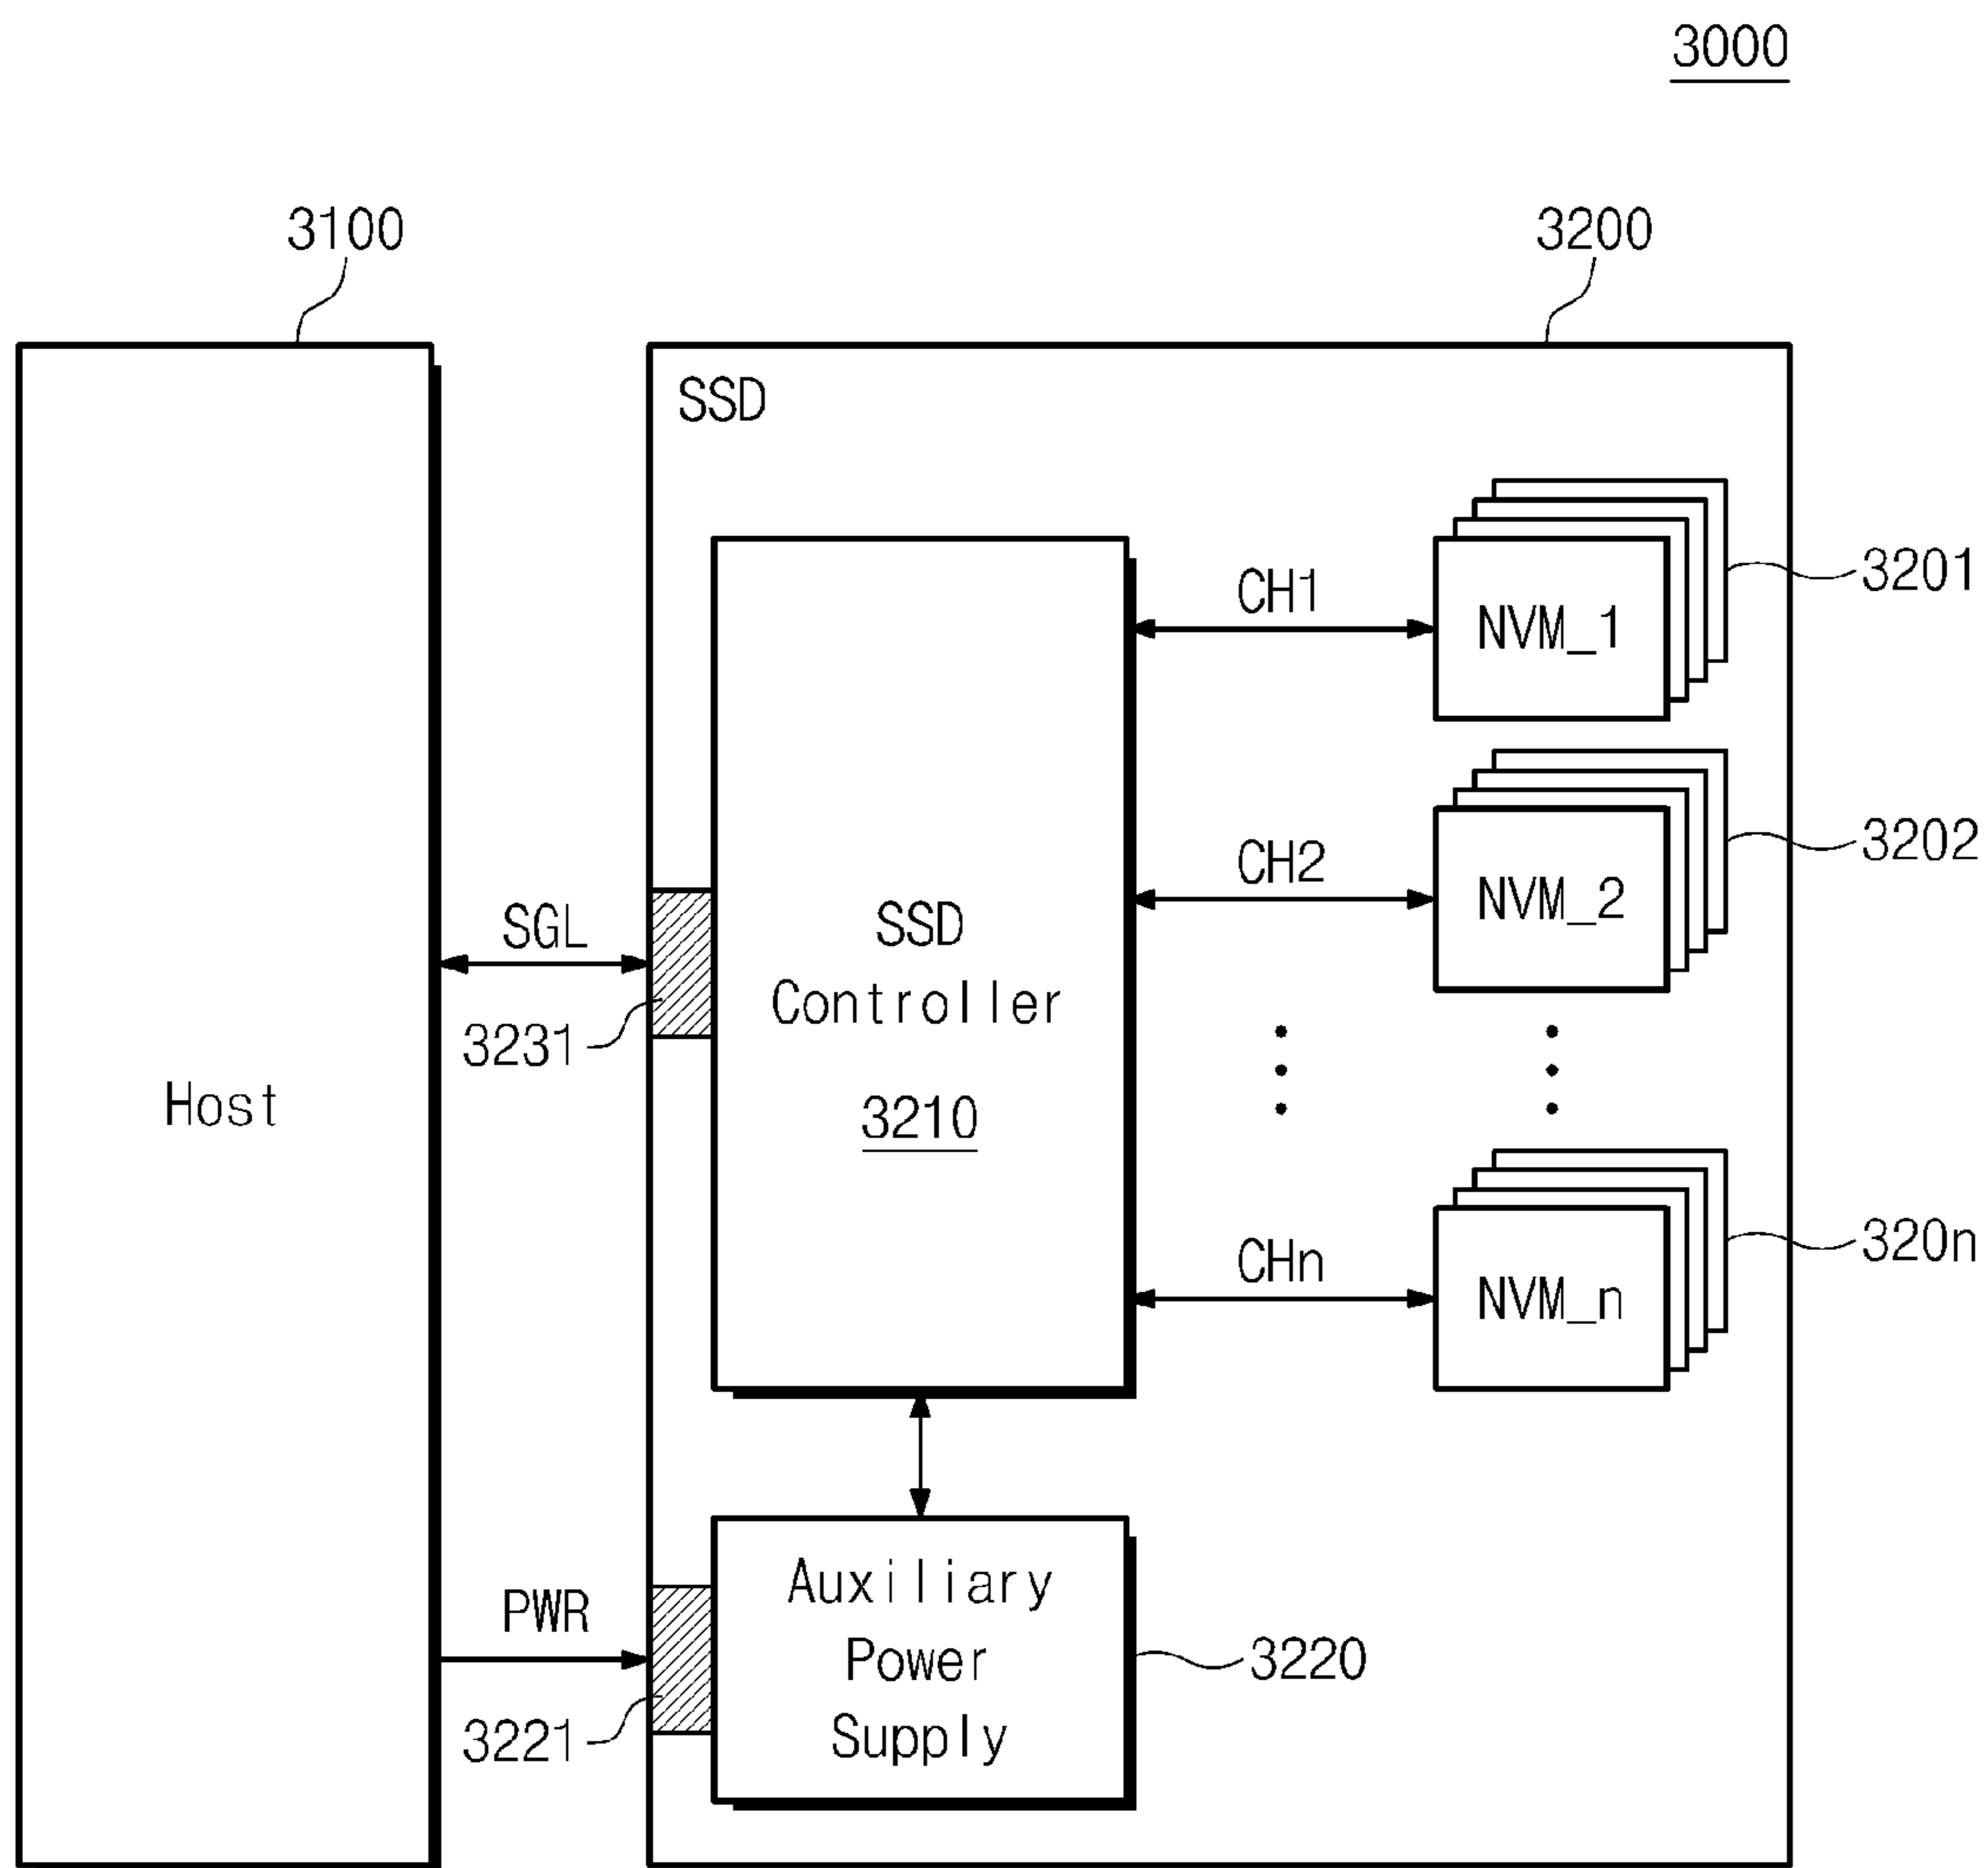 3000
3100
3200
SSD
CH1
NVM_1
3201
CH2
NVM_2
3202
SGL
3231
SSD
Controller
3210
Host
CHn
NVM_n
320n
PWR
3221
Auxiliary
Power
Supply
3220